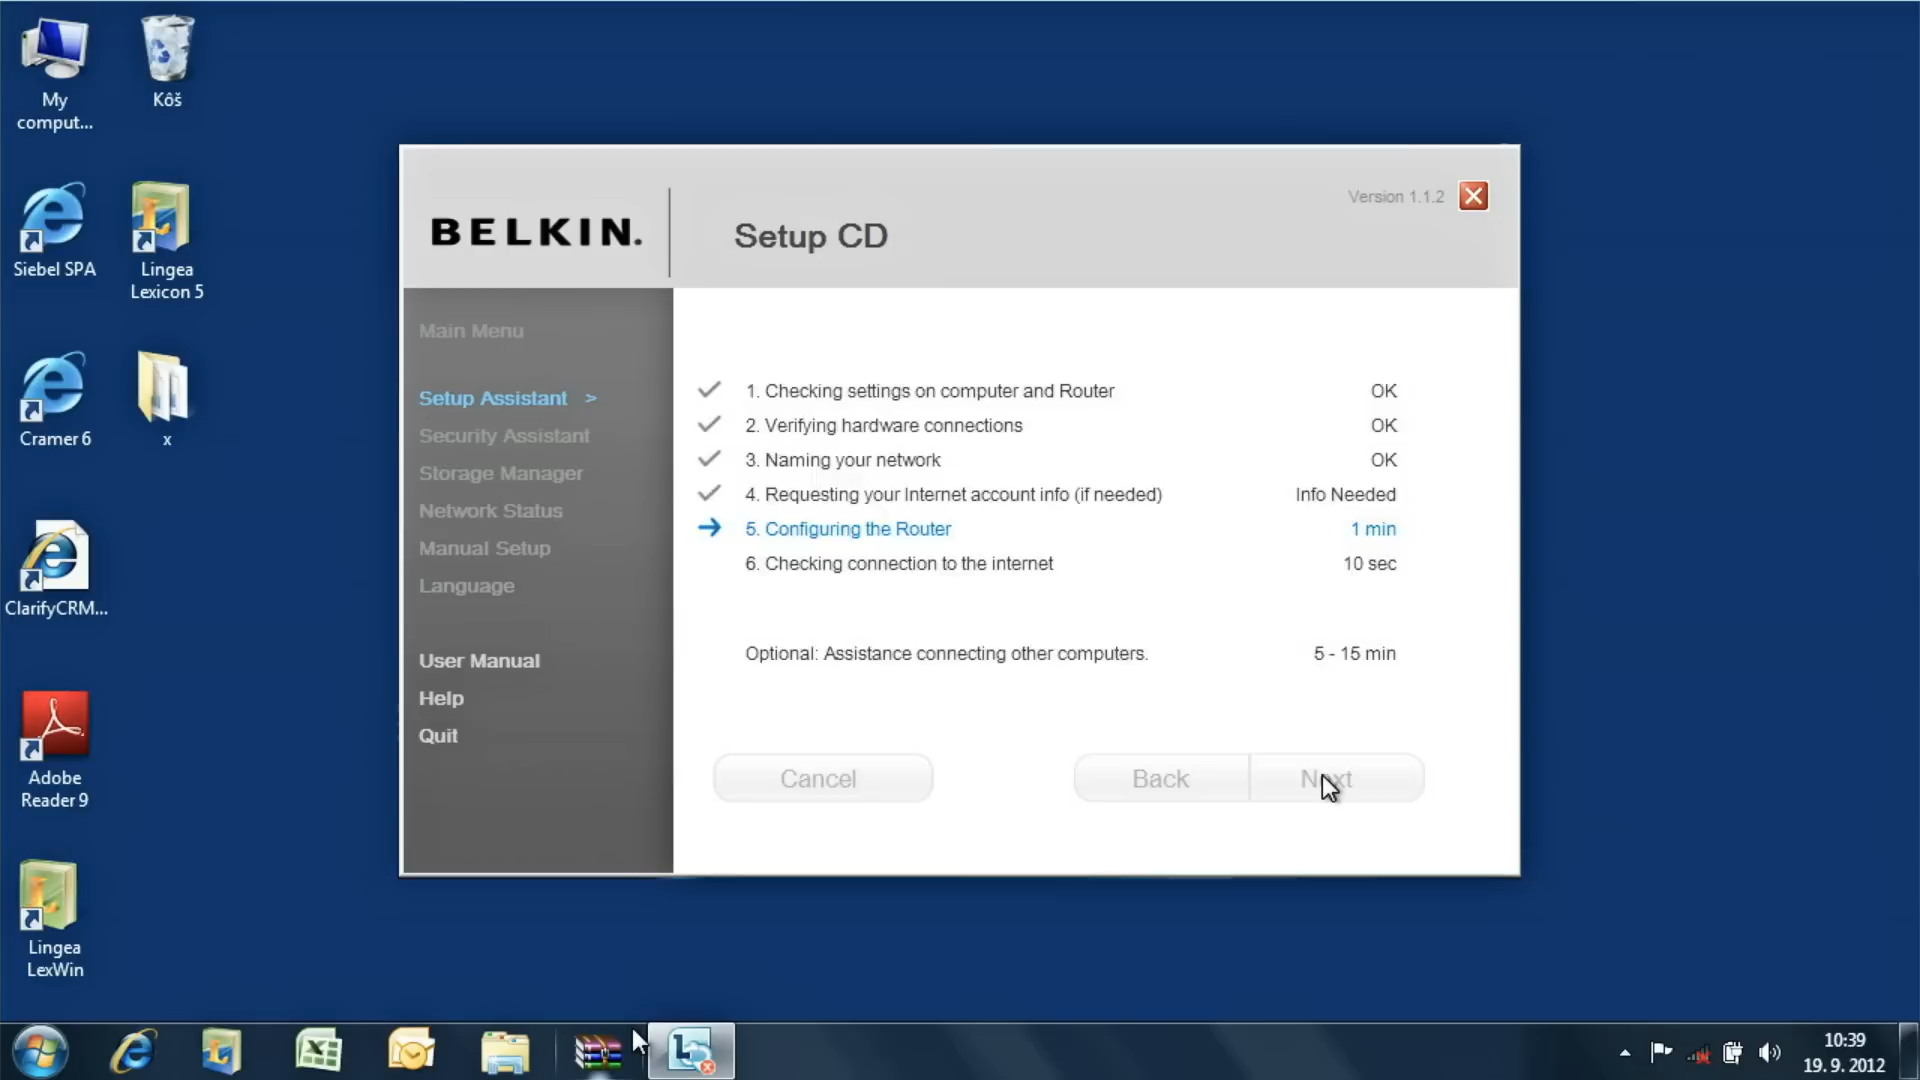 My
comput...
Kôš
Siebel SPA
Lingea
Lexicon 5
Cramer 6
x
ClarifyCRM...
Adobe
Reader 9
Lingea
LexWin
BELKIN.
Setup CD
Version 1.1.2
Main Menu
Setup Assistant >
Security Assistant
Storage Manager
Network Status
Manual Setup
Language
User Manual
Help
Quit
1. Checking settings on computer and Router OK
2. Verifying hardware connections OK
3. Naming your network OK
4. Requesting your Internet account info (if needed) Info Needed
5. Configuring the Router 1 min
6. Checking connection to the internet 10 sec
Optional: Assistance connecting other computers. 5 - 15 min
Cancel
Back
Next
10:39
19. 9. 2012